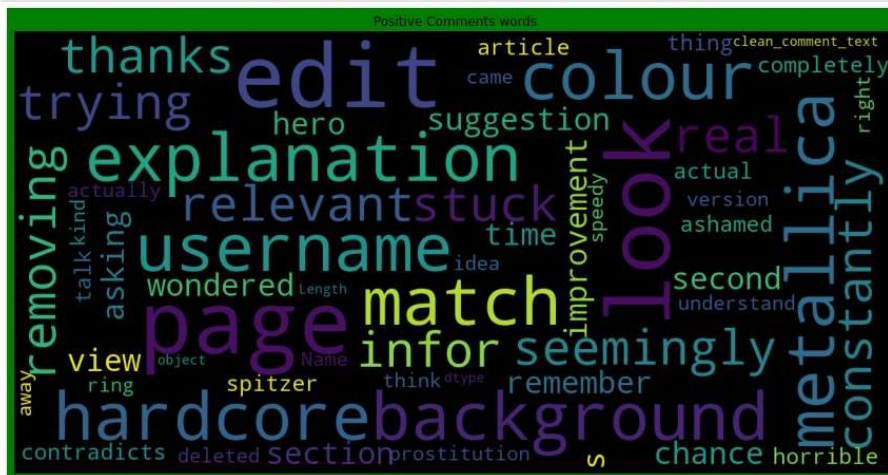 Positive Comments words
thanks edit colour article thing clean_comment_text
came completely
trying hero suggestion real right
explanation look metallica
removing actually relevant stuck improvement speedy actual version
talk kind asking username time idea ashamed constantly
wondered Length match second understand
page infor seemingly
view object Name
away ring spitzer think dtype remember
hardcore background
contradicts deleted section prostitution s chance horrible